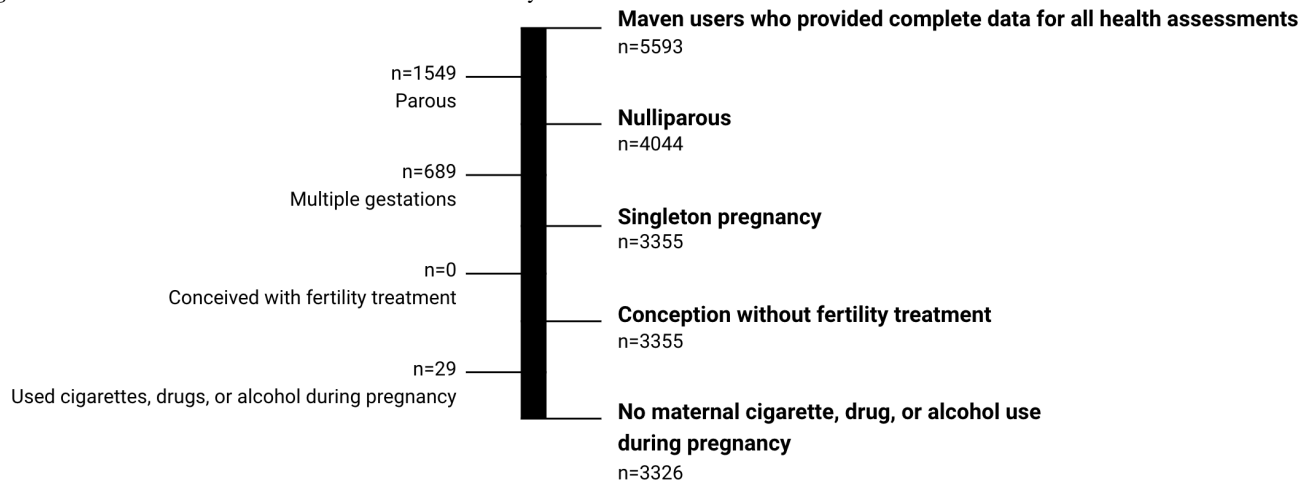 Maven users who provided complete data for all health assessments
n=5593
n=1549
Parous
Nulliparous
n=4044
n=689
Multiple gestations
Singleton pregnancy
n=3355
n=0
Conceived with fertility treatment
Conception without fertility treatment
n=3355
n=29
Used cigarettes, drugs, or alcohol during pregnancy
No maternal cigarette, drug, or alcohol use
during pregnancy
n=3326